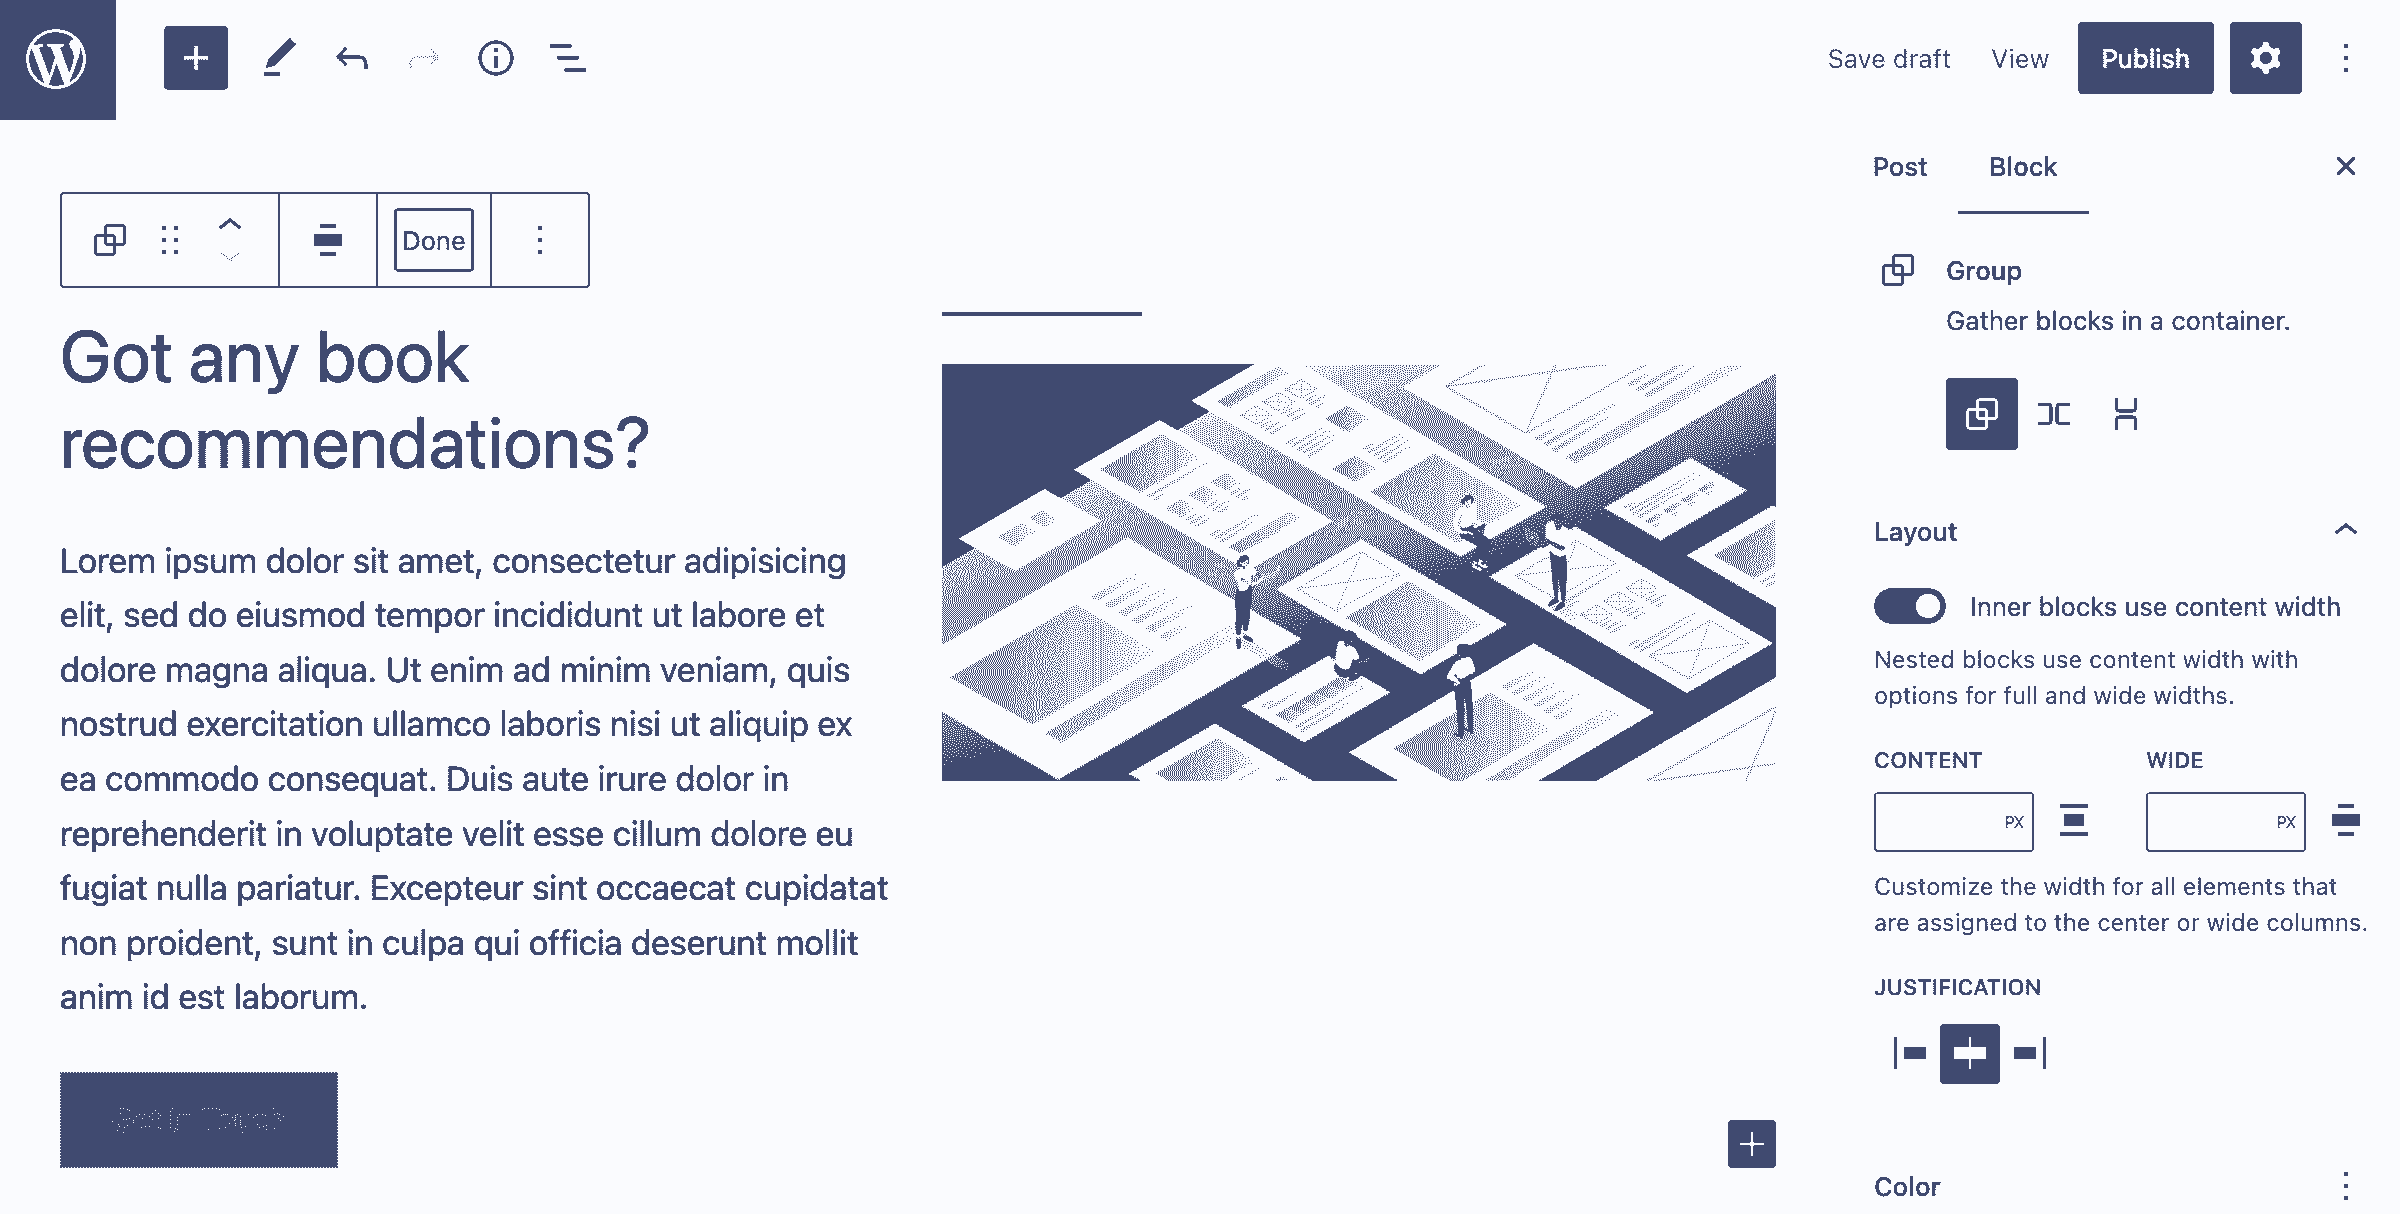 Save draft View Publish
Post Block
Done
Group
Gather blocks in a container.
Got any book
recommendations?
Lorem ipsum dolor sit amet, consectetur adipisicing
elit, sed do eiusmod tempor incididunt ut labore et
dolore magna aliqua. Ut enim ad minim veniam, quis
nostrud exercitation ullamco laboris nisi ut aliquip ex
ea commodo consequat. Duis aute irure dolor in
reprehenderit in voluptate velit esse cillum dolore eu
fugiat nulla pariatur. Excepteur sint occaecat cupidatat
non proident, sunt in culpa qui officia deserunt mollit
anim id est laborum.
Get In Touch
Layout
Inner blocks use content width
Nested blocks use content width with
options for full and wide widths.
CONTENT WIDE
PX PX
Customize the width for all elements that
are assigned to the center or wide columns.
JUSTIFICATION
Color